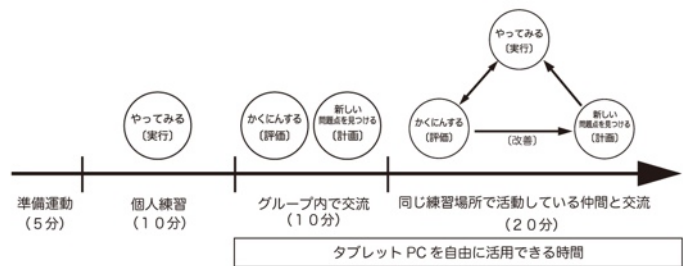 やってみる
(実行)
やってみる
(実行)
かくにんする
(評価)
新しい
問題点を見つける
(計画)
かくにんする
(評価)
(改善)
新しい
問題点を見つける
(計画)
準備運動
(5分)
個人練習
(10分)
グループ内で交流
(10分)
同じ練習場所で活動している仲間と交流
(20分)
タブレット PC を自由に活用できる時間